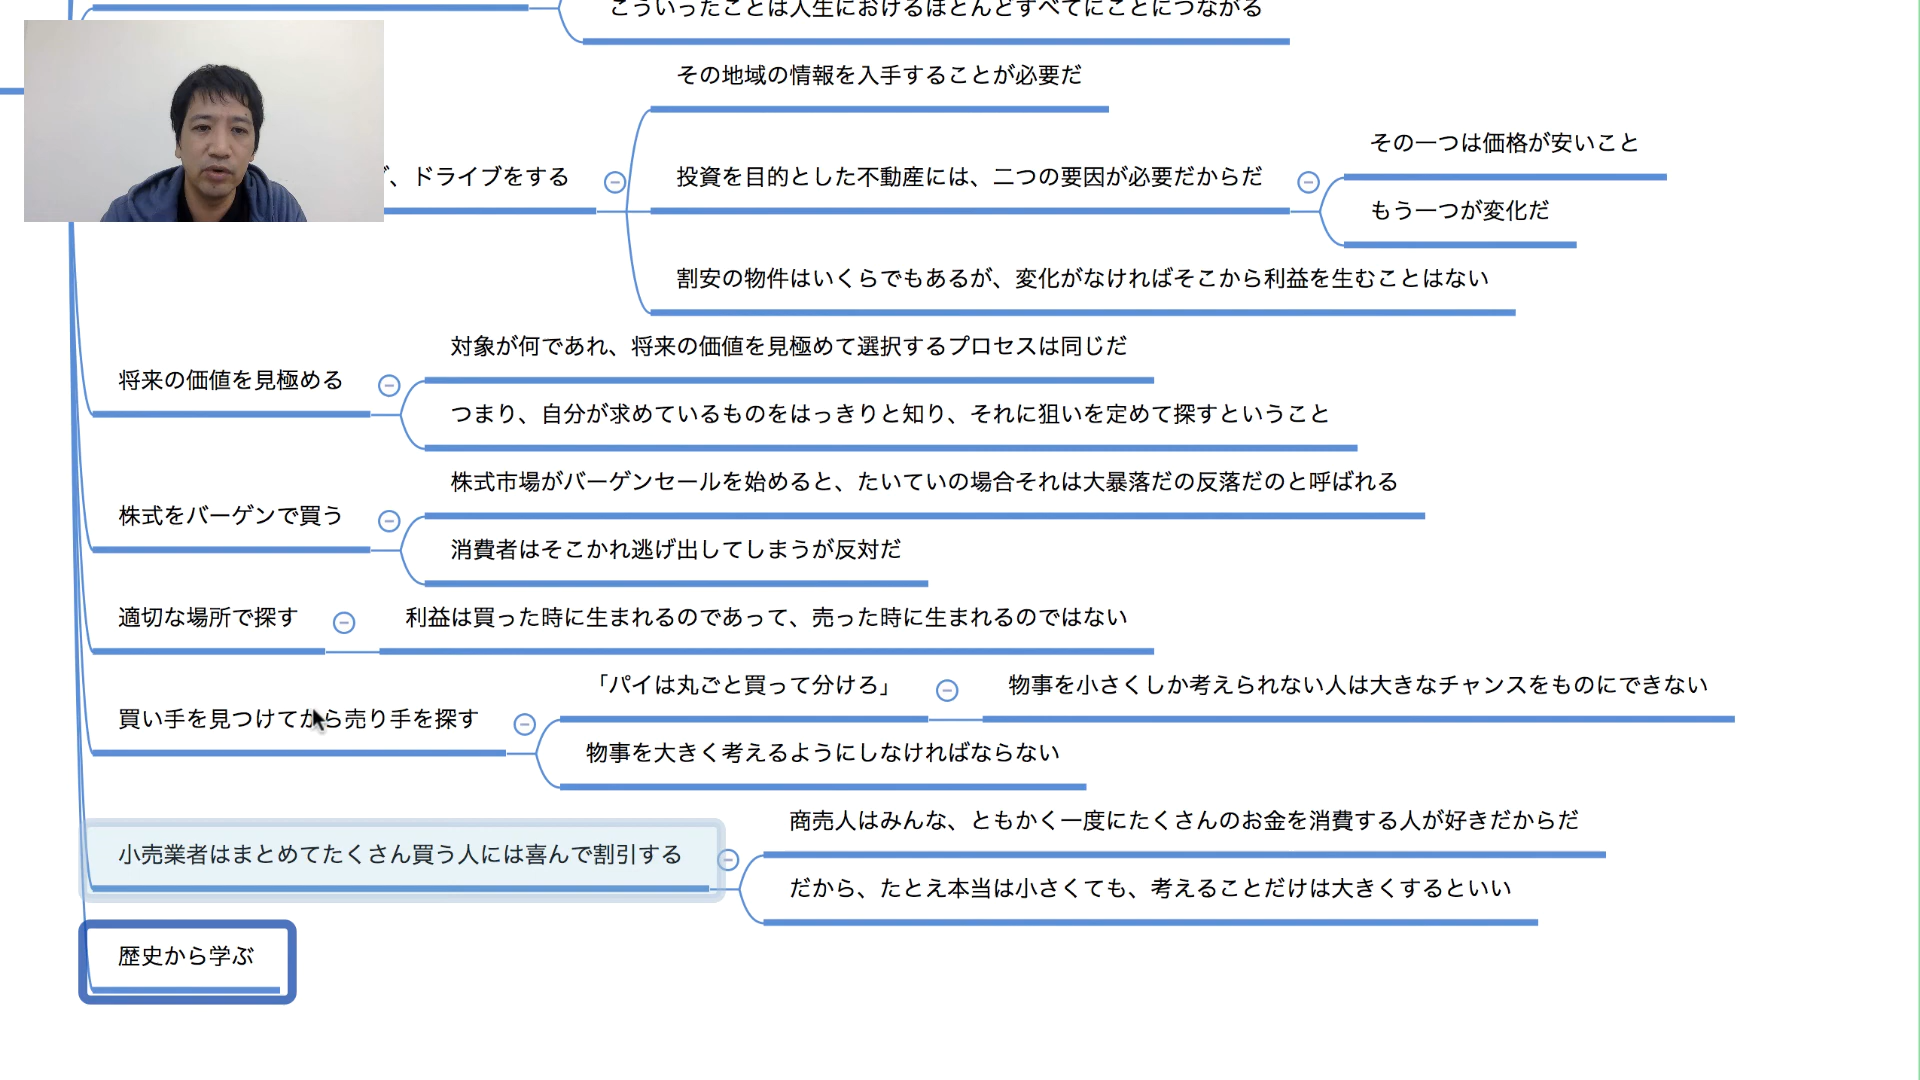 こういったことは人生におけるほとんどすべてにことにつながる
その地域の情報を入手することが必要だ
その一つは価格が安いこと
、ドライブをする
投資を目的とした不動産には、二つの要因が必要だからだ
もう一つが変化だ
割安の物件はいくらでもあるが、変化がなければそこから利益を生むことはない
対象が何であれ、将来の価値を見極めて選択するプロセスは同じだ
将来の価値を見極める
つまり、自分が求めているものをはっきりと知り、それに狙いを定めて探すということ
株式市場がバーゲンセールを始めると、たいていの場合それは大暴落だの反落だのと呼ばれる
株式をバーゲンで買う
消費者はそこかれ逃げ出してしまうが反対だ
適切な場所で探す
利益は買った時に生まれるのであって、売った時に生まれるのではない
「パイは丸ごと買って分けろ」
物事を小さくしか考えられない人は大きなチャンスをものにできない
買い手を見つけてから売り手を探す
物事を大きく考えるようにしなければならない
商売人はみんな、ともかく一度にたくさんのお金を消費する人が好きだからだ
小売業者はまとめてたくさん買う人には喜んで割引する
だから、たとえ本当は小さくても、考えることだけは大きくするといい
歴史から学ぶ